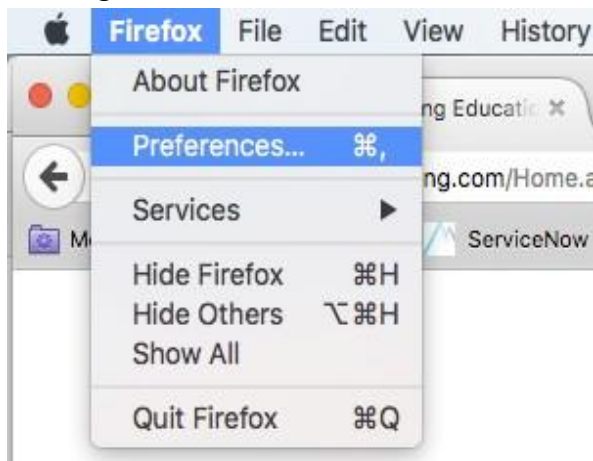 Firefox File Edit View History
About Firefox
ng Educatio
Preferences... ⌘,
ng.com/Home.a
Services
M
ServiceNow
Hide Firefox ⌘H
Hide Others ⌥⌘H
Show All
Quit Firefox ⌘Q